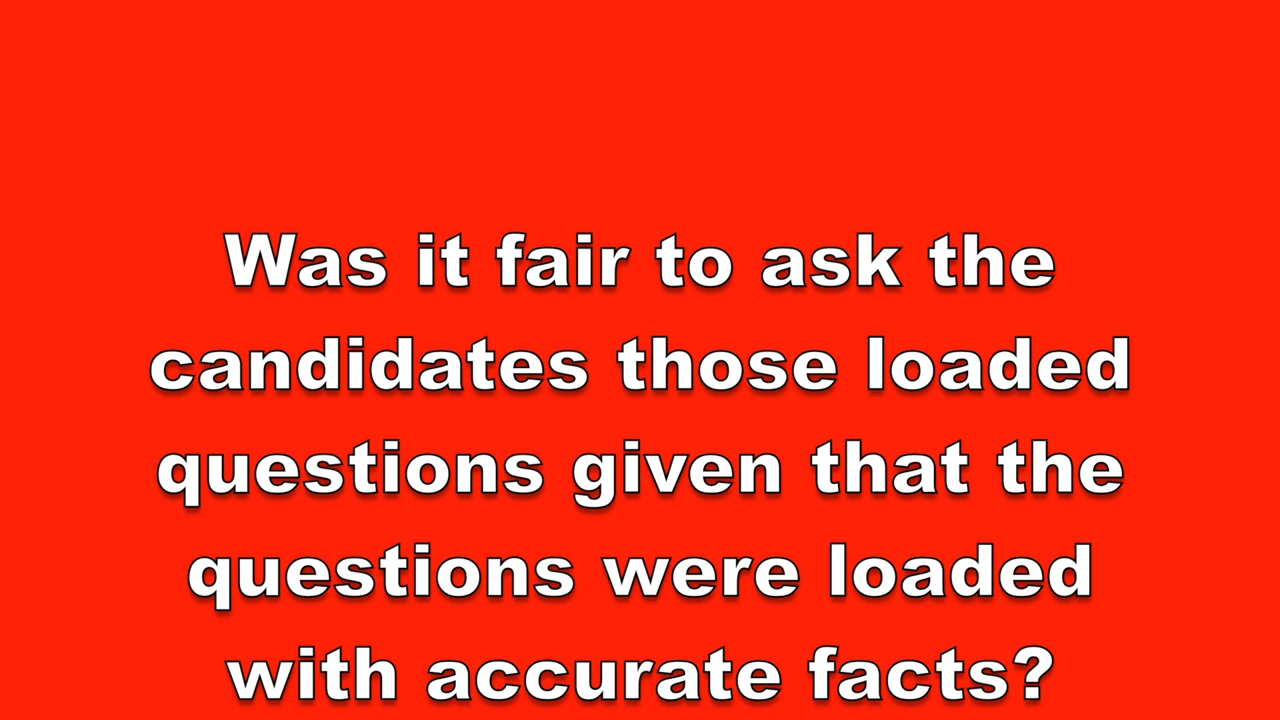 Was it fair to ask the
candidates those loaded
questions given that the
questions were loaded
with accurate facts?